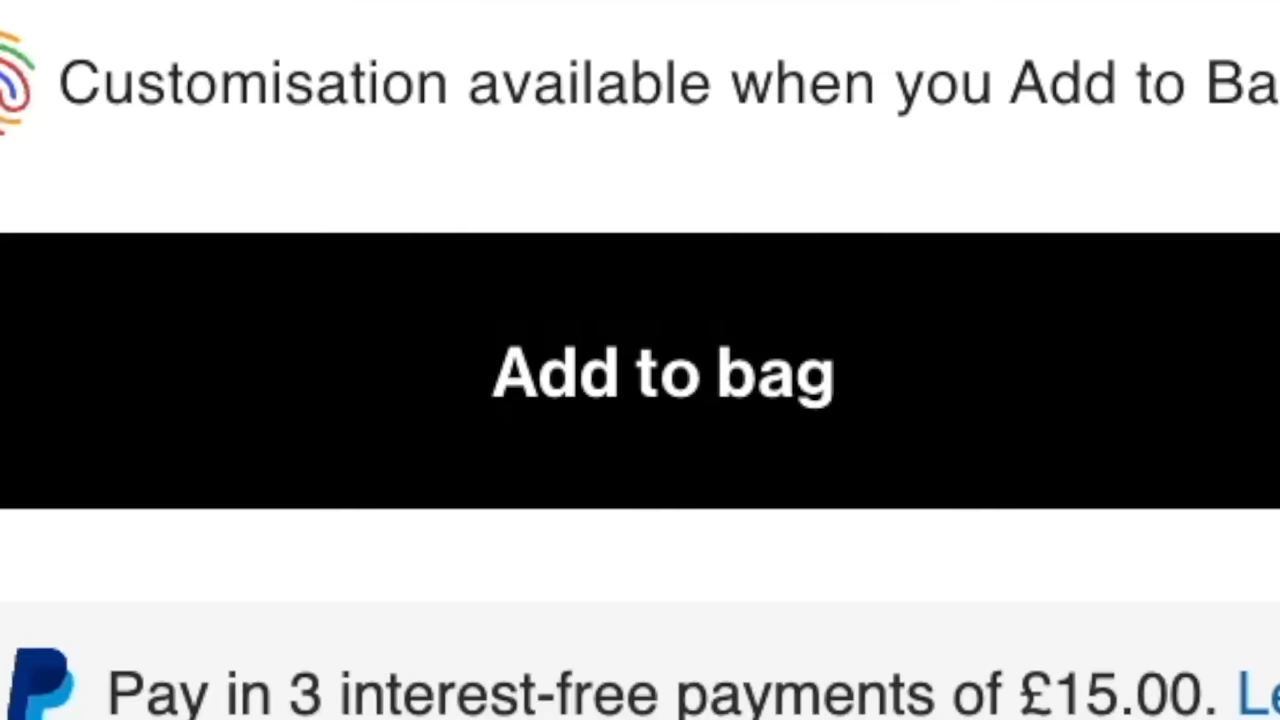 Customisation available when you Add to Ba
Add to bag
Pay in 3 interest-free payments of £15.00. Le